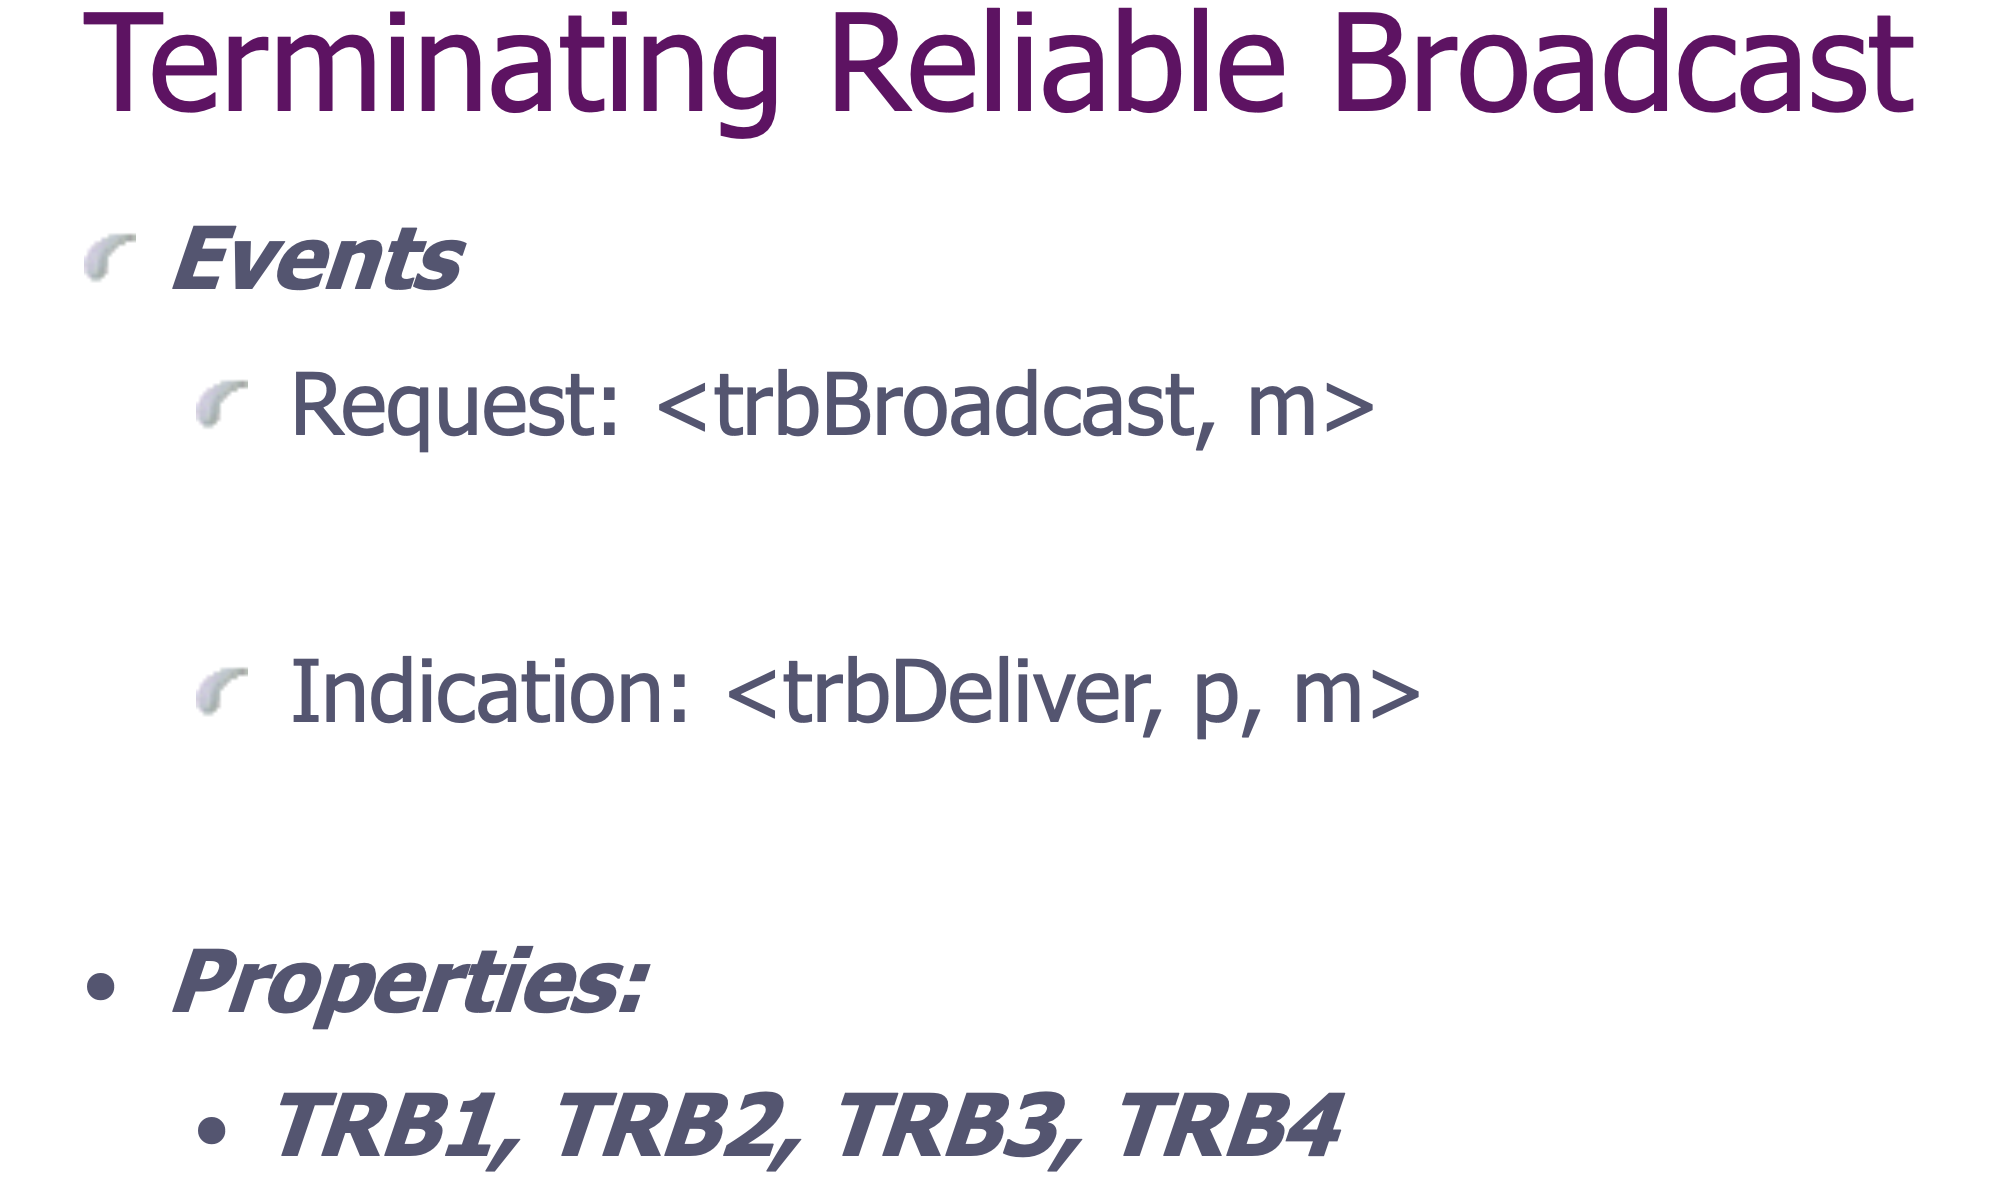 Terminating Reliable Broadcast
Events
Request: <trbBroadcast, m>
Indication: <trbDeliver, p, m>
• Properties:
• TRB1, TRB2, TRB3, TRB4